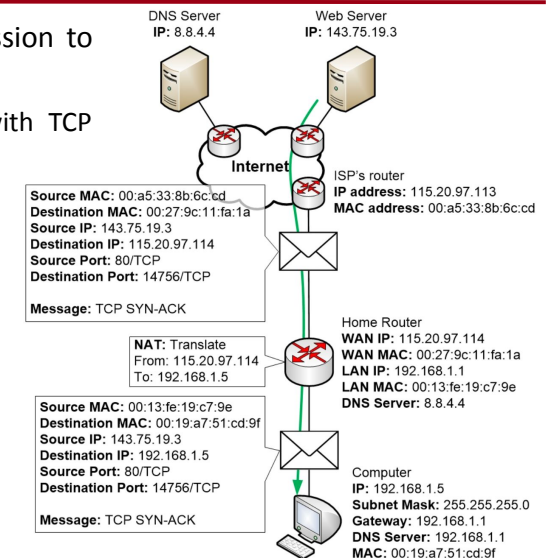 ssion to
with TCP
DNS Server
IP: 8.8.4.4
Web Server
IP: 143.75.19.3
Internet
ISP's router
IP address: 115.20.97.113
MAC address: 00:a5:33:8b:6c:cd
Source MAC: 00:a5:33:8b:6c:cd
Destination MAC: 00:27:9c:11:fa:1a
Source IP: 143.75.19.3
Destination IP: 115.20.97.114
Source Port: 80/TCP
Destination Port: 14756/TCP
Message: TCP SYN-ACK
Home Router
WAN IP: 115.20.97.114
WAN MAC: 00:27:9c:11:fa:1a
LAN IP: 192.168.1.1
LAN MAC: 00:13:fe:19:c7:9e
DNS Server: 8.8.4.4
NAT: Translate
From: 115.20.97.114
To: 192.168.1.5
Source MAC: 00:13:fe:19:c7:9e
Destination MAC: 00:19:a7:51:cd:9f
Source IP: 143.75.19.3
Destination IP: 192.168.1.5
Source Port: 80/TCP
Destination Port: 14756/TCP
Message: TCP SYN-ACK
Computer
IP: 192.168.1.5
Subnet Mask: 255.255.255.0
Gateway: 192.168.1.1
DNS Server: 192.168.1.1
MAC: 00:19:a7:51:cd:9f